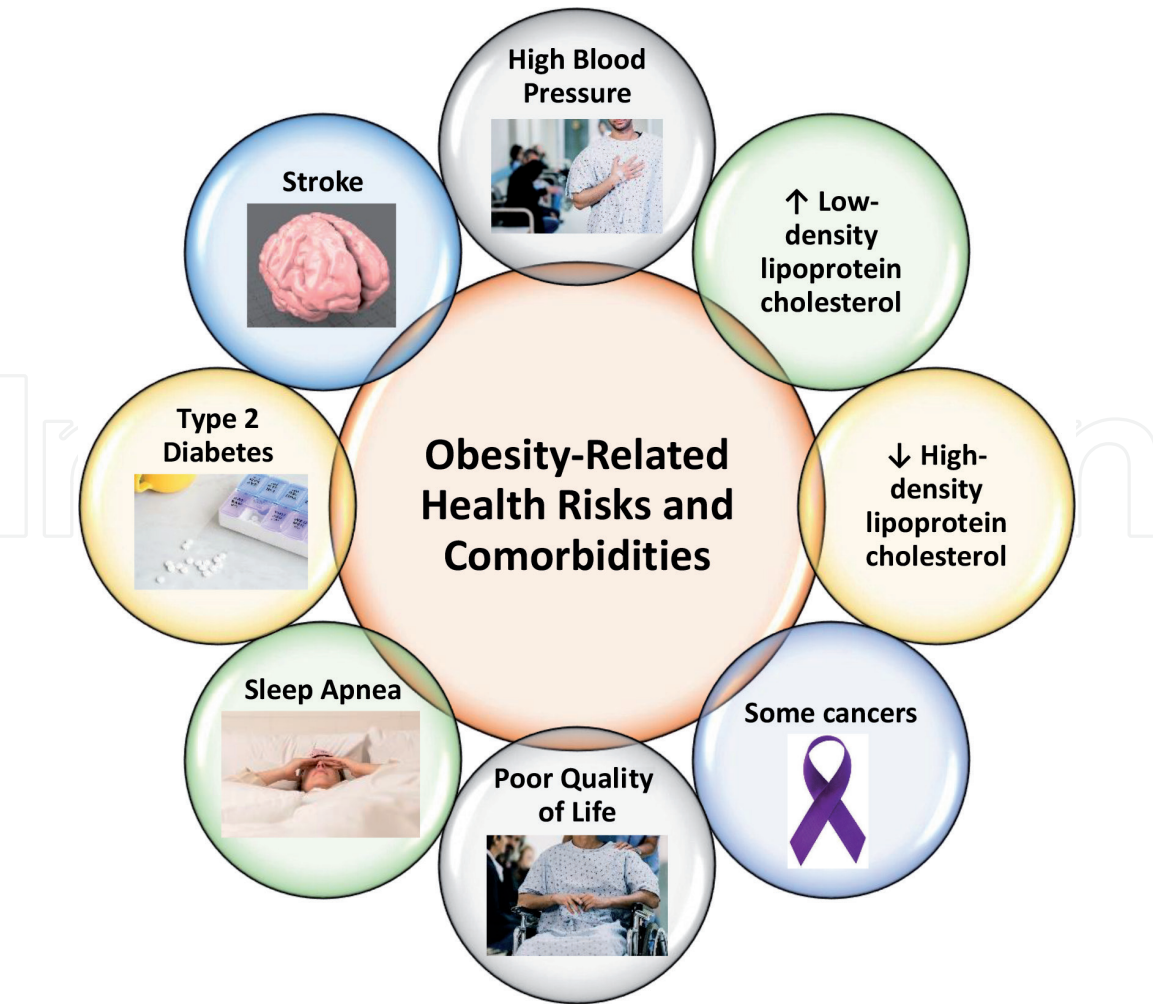 High Blood
Pressure
↑ Low-
density
lipoprotein
cholesterol
↓ High-
density
lipoprotein
cholesterol
Some cancers
Poor Quality
of Life
Sleep Apnea
Type 2
Diabetes
Stroke
Obesity-Related
Health Risks and
Comorbidities